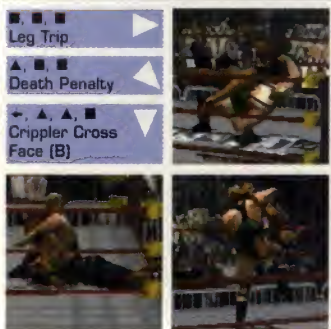 ■, ■, ■
Leg Trip
▲, ■, ■
Death Penalty
←, ▲, ▲, ■
Crippler Cross
Face (B)